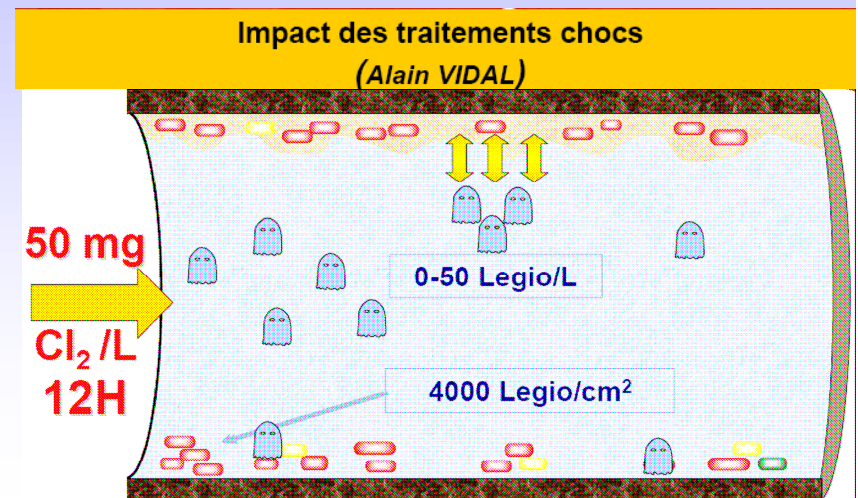 Impact des traitements chocs
(Alain VIDAL)
50 mg
Cl₂ /L
12H
0-50 Legio/L
4000 Legio/cm²